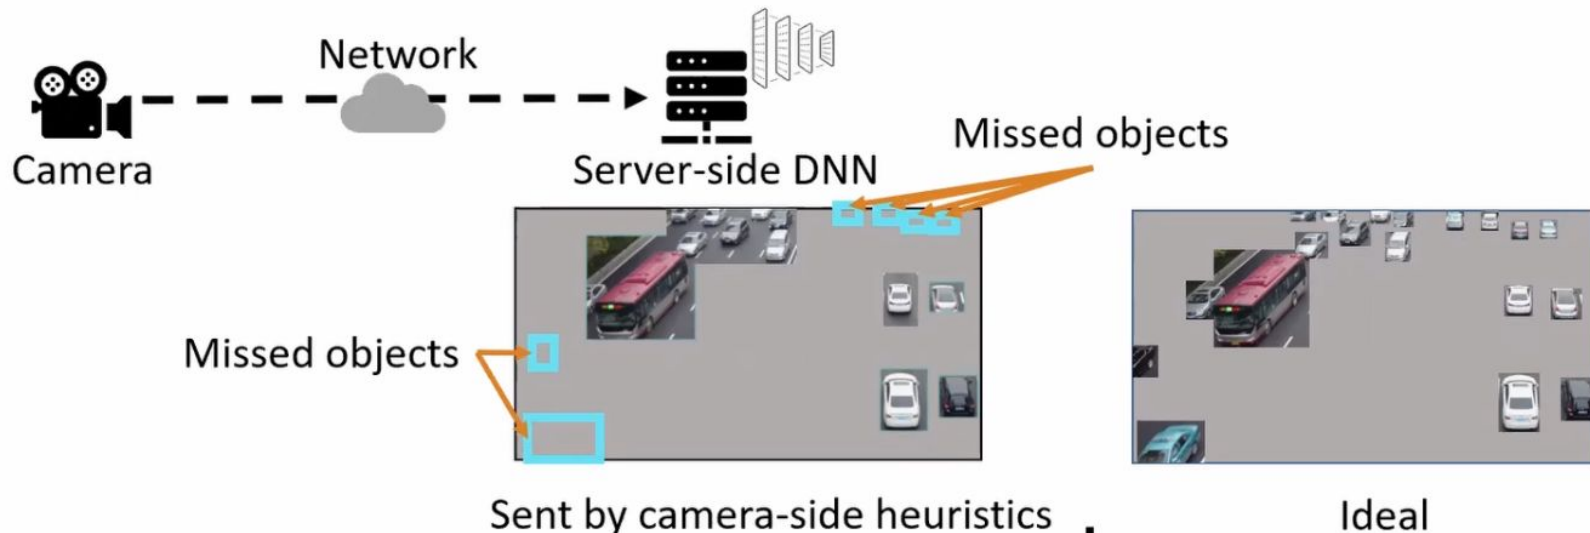 Network
Camera
Server-side DNN
Missed objects
Missed objects
Sent by camera-side heuristics .
Ideal